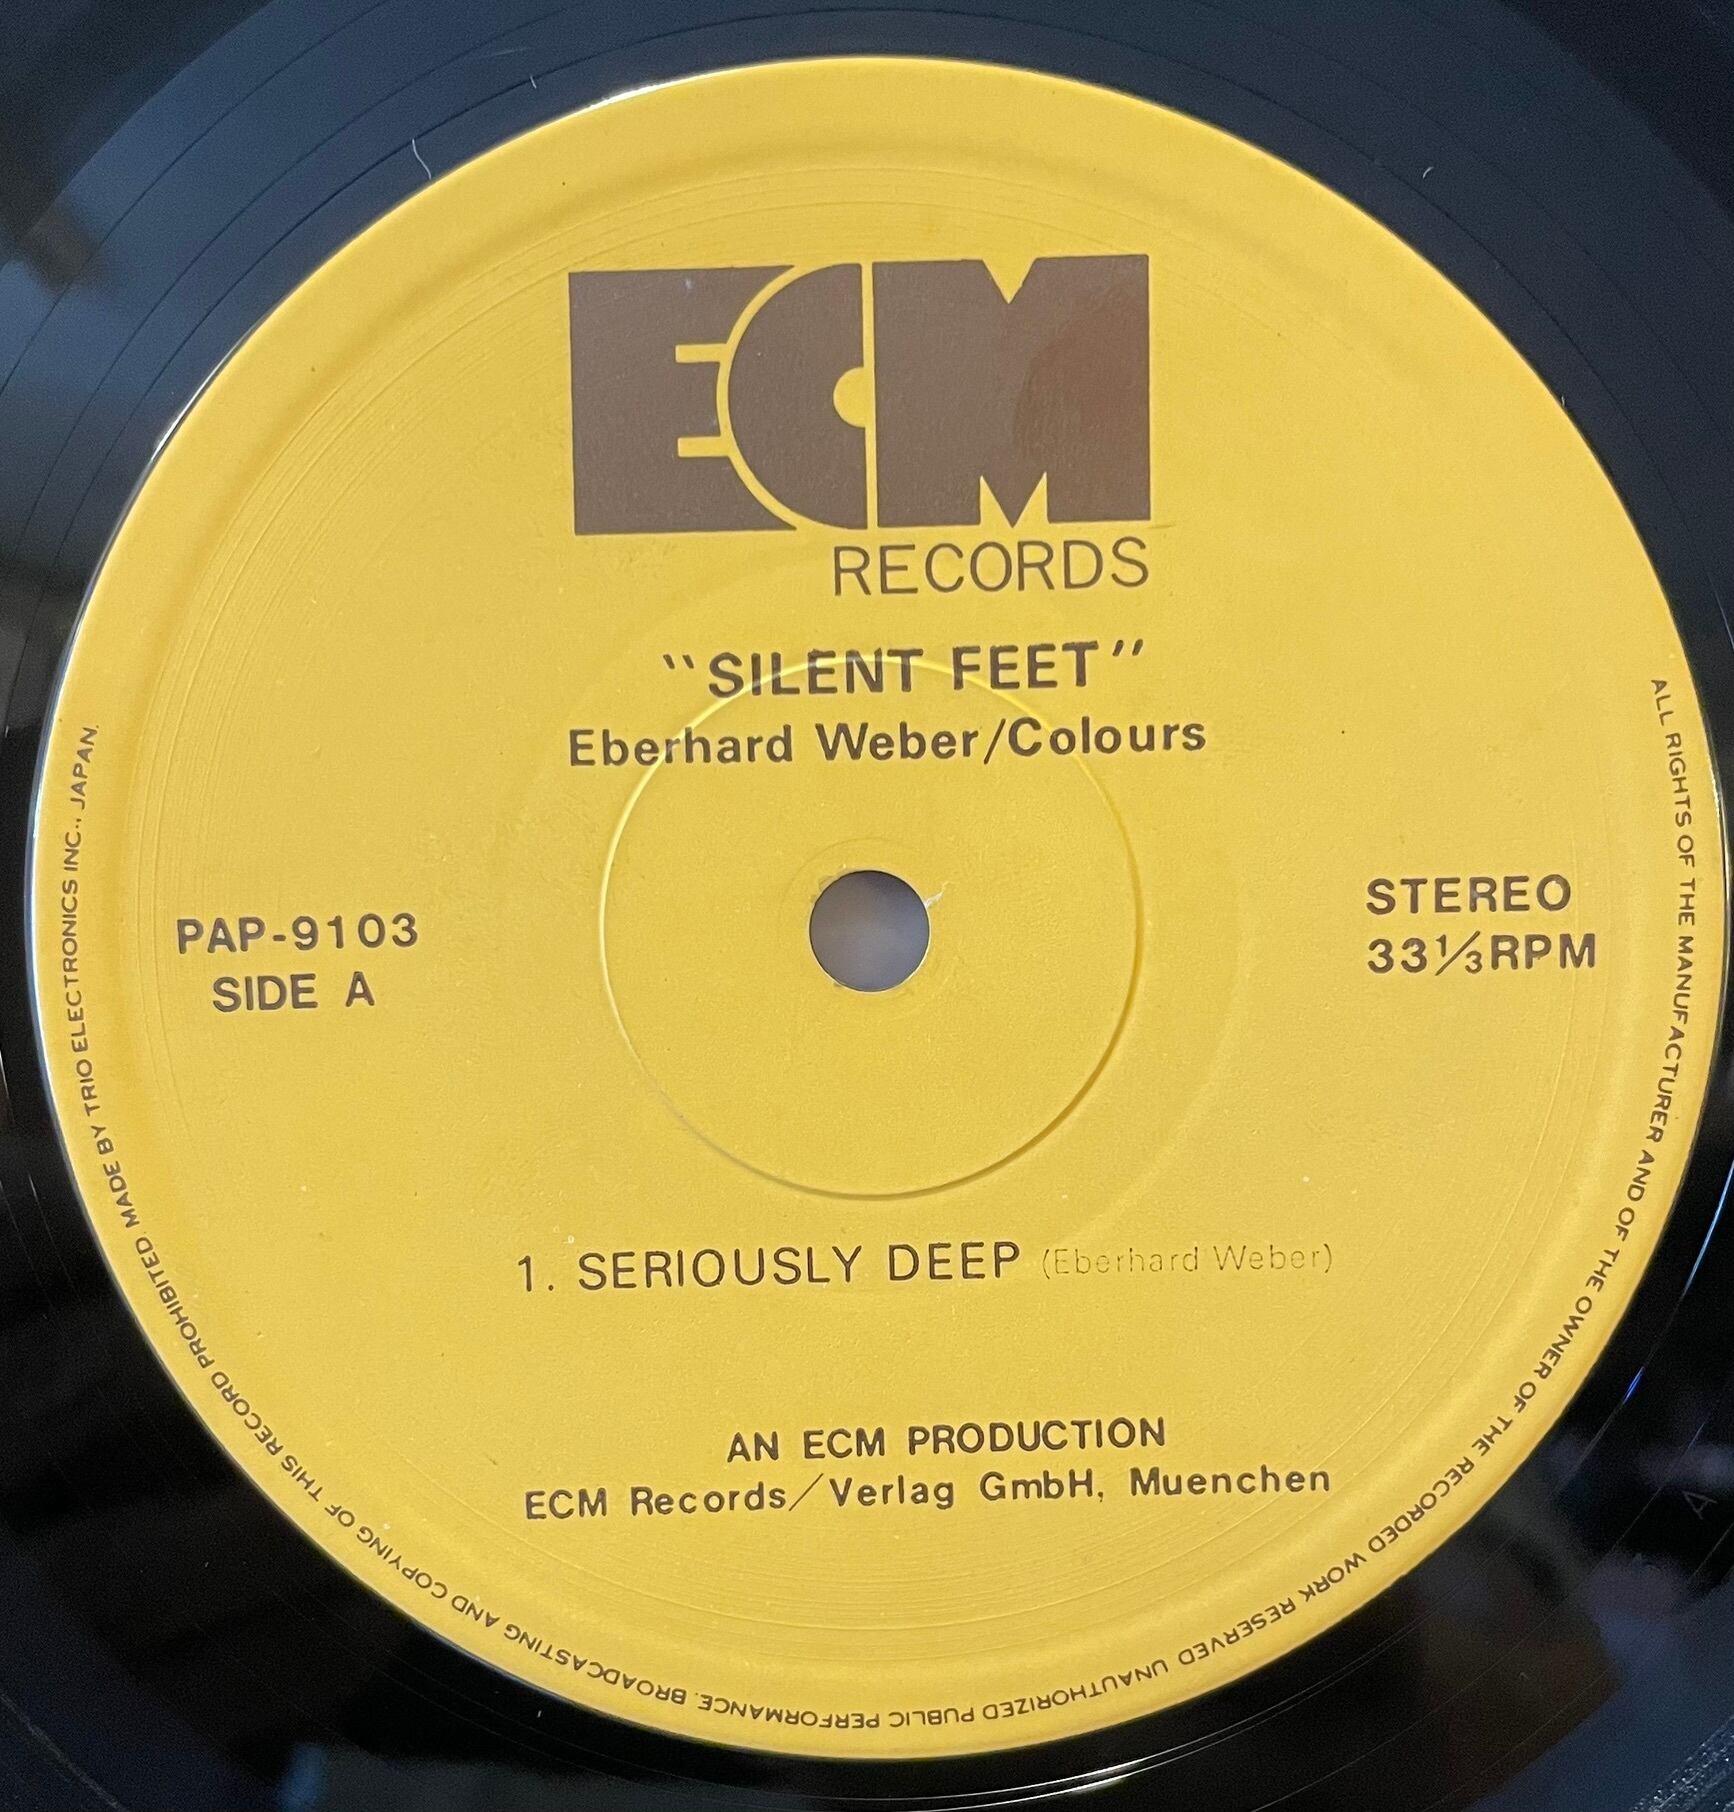 ECM
RECORDS
"SILENT FEET"
Eberhard Weber/Colours
PAP-9103
SIDE A
STEREO
33⅓RPM
1. SERIOUSLY DEEP (Eberhard Weber)
AN ECM PRODUCTION
ECM Records/Verlag GmbH, Muenchen
ALL RIGHTS OF THE MANUFACTURER AND OF THE OWNER OF THE RECORDED WORK RESERVED UNAUTHORIZED PUBLIC PERFORMANCE. BROADCASTING AND COPYING OF THIS RECORD PROHIBITED. MADE BY TRIO ELECTRONICS INC., JAPAN.